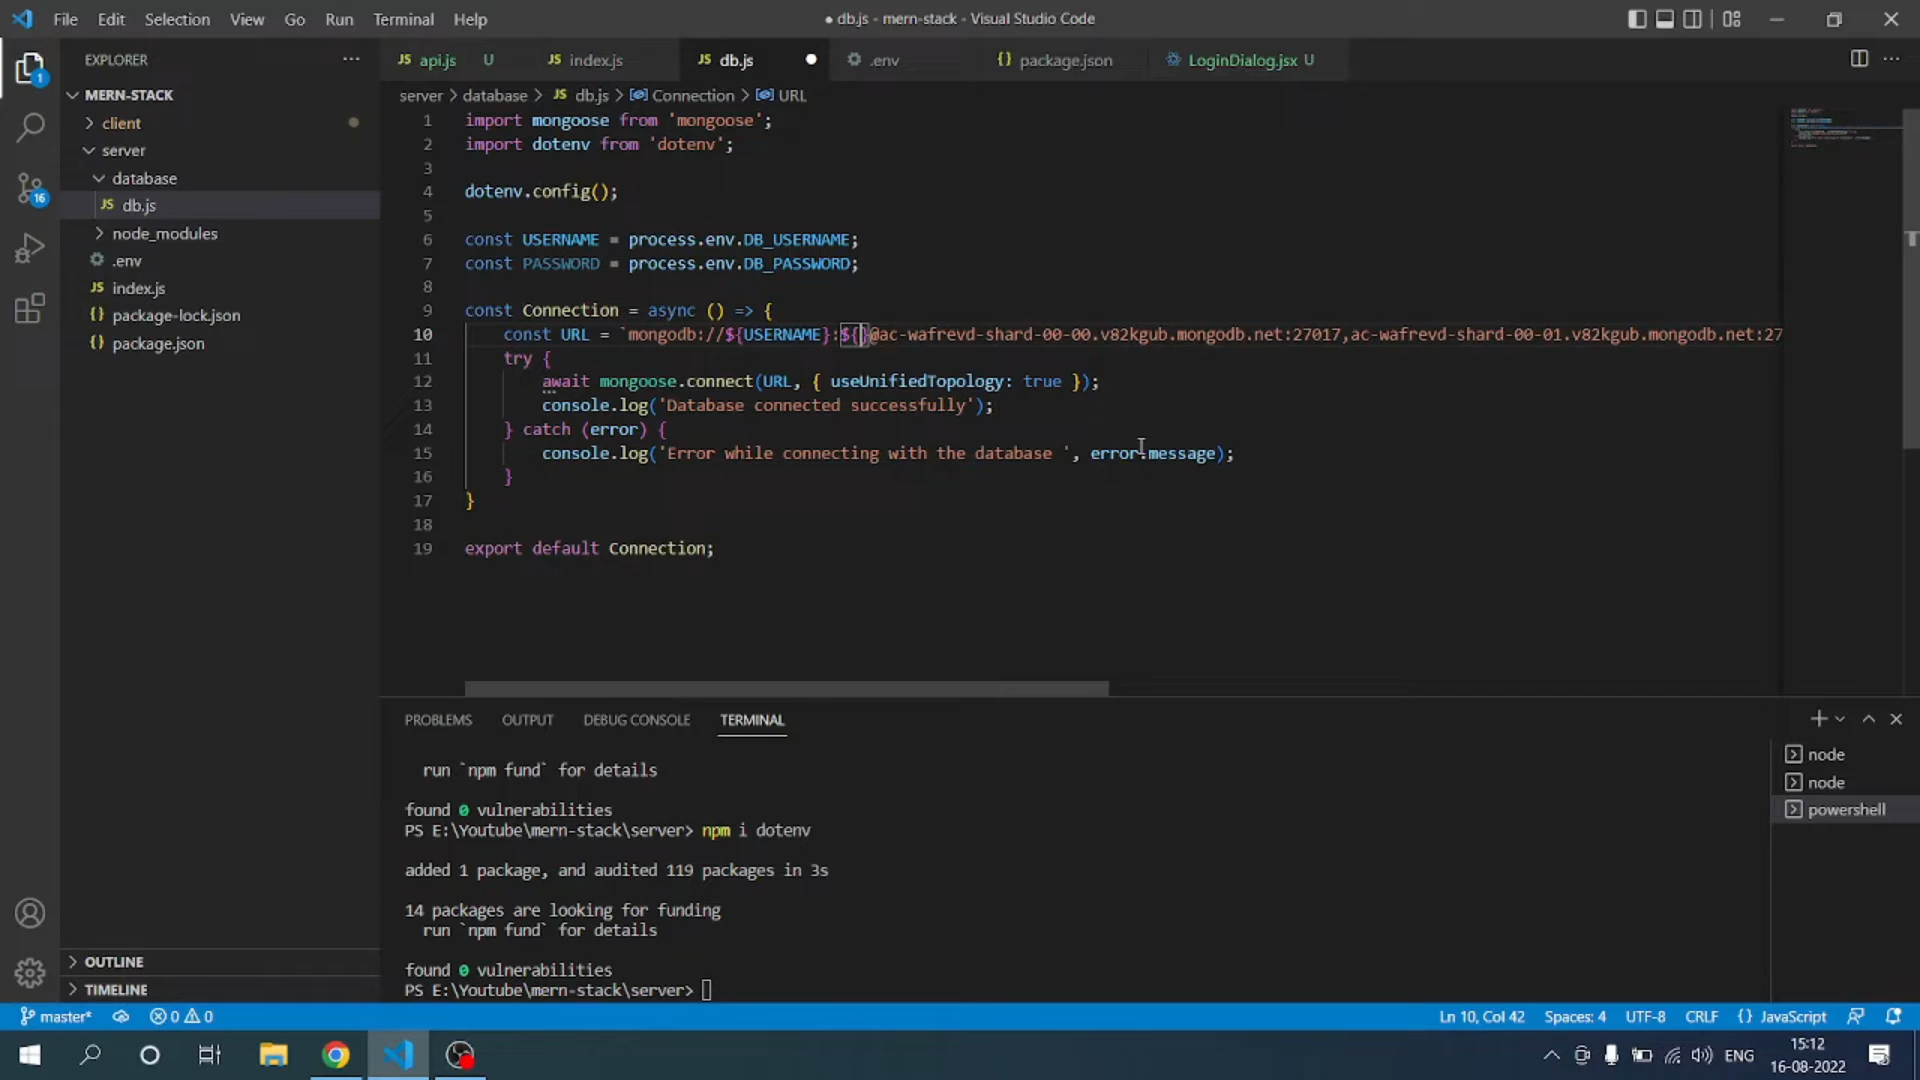 File Edit Selection View Go Run Terminal Help
● db.js - mern-stack - Visual Studio Code
EXPLORER
MERN-STACK
client
server
database
JS db.js
node_modules
.env
JS index.js
{} package-lock.json
{} package.json
OUTLINE
TIMELINE
1
16
JS api.js U
JS index.js
JS db.js
.env
{} package.json
LoginDialog.jsx U
server > database > JS db.js > Connection > URL
1 import mongoose from 'mongoose';
2 import dotenv from 'dotenv';
3
4 dotenv.config();
5
6 const USERNAME = process.env.DB_USERNAME;
7 const PASSWORD = process.env.DB_PASSWORD;
8
9 const Connection = async () => {
10 const URL = `mongodb://${USERNAME}:${}@ac-wafrevd-shard-00-00.v82kgub.mongodb.net:27017,ac-wafrevd-shard-00-01.v82kgub.mongodb.net:27
11 try {
12 await mongoose.connect(URL, { useUnifiedTopology: true });
13 console.log('Database connected successfully');
14 } catch (error) {
15 console.log('Error while connecting with the database ', error.message);
16 }
17 }
18
19 export default Connection;
PROBLEMS OUTPUT DEBUG CONSOLE TERMINAL
run `npm fund` for details
found 0 vulnerabilities
PS E:\Youtube\mern-stack\server> npm i dotenv
added 1 package, and audited 119 packages in 3s
14 packages are looking for funding
run `npm fund` for details
found 0 vulnerabilities
PS E:\Youtube\mern-stack\server>
node
node
powershell
master* 0 0
Ln 10, Col 42 Spaces: 4 UTF-8 CRLF {} JavaScript
ENG
15:12
16-08-2022